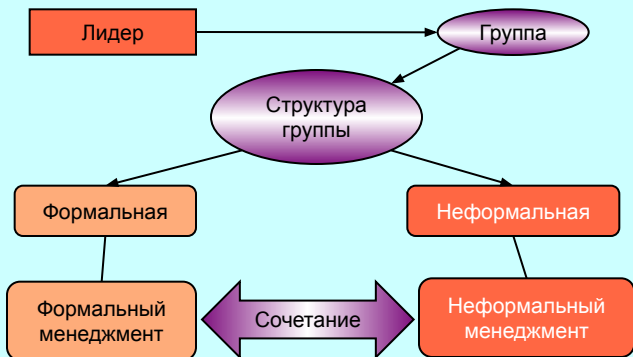 Лидер
Группа
Структура
группы
Формальная
Неформальная
Формальный
менеджмент
Сочетание
Неформальный
менеджмент